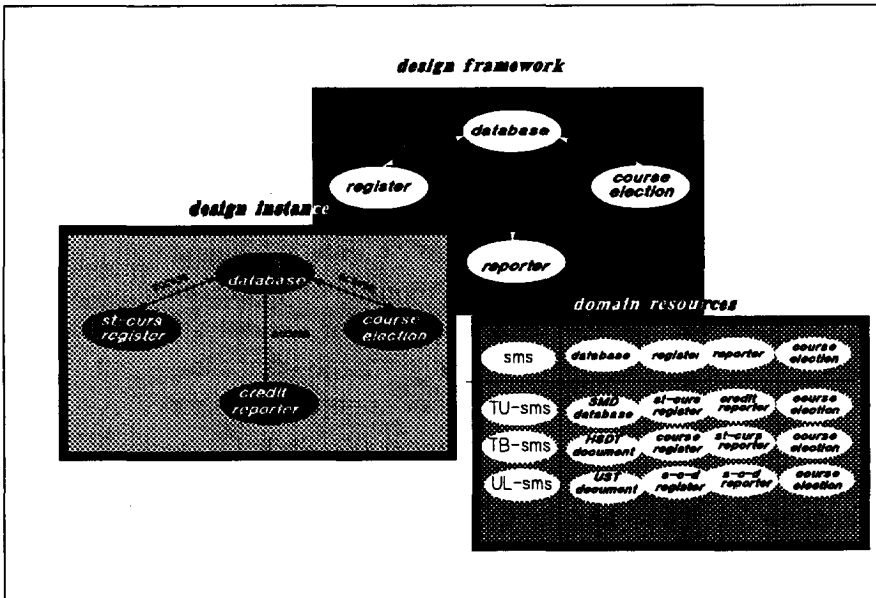 design framework
database
register
course
election
reporter
design instance
database
st-curs
register
course
election
credit
reporter
domain resources
sms
database
register
reporter
course
election
TU-sms
SMD
database
st-curs
register
credit
reporter
course
election
TB-sms
HSDT
document
course
register
st-curs
reporter
course
election
UL-sms
UST
document
s-c-d
register
s-c-d
reporter
course
election